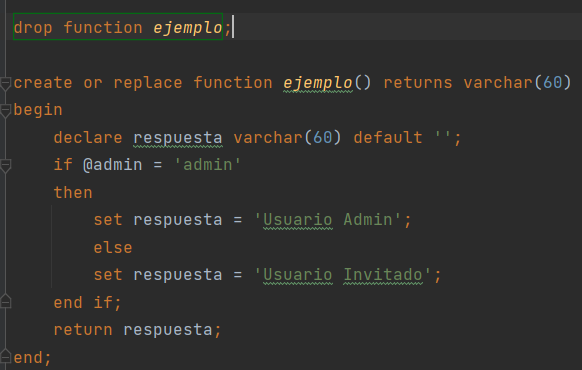 drop function ejemplo;
create or replace function ejemplo() returns varchar(60)
begin
declare respuesta varchar(60) default '';
if @admin = 'admin'
then
set respuesta = 'Usuario Admin';
else
set respuesta = 'Usuario Invitado';
end if;
return respuesta;
end;